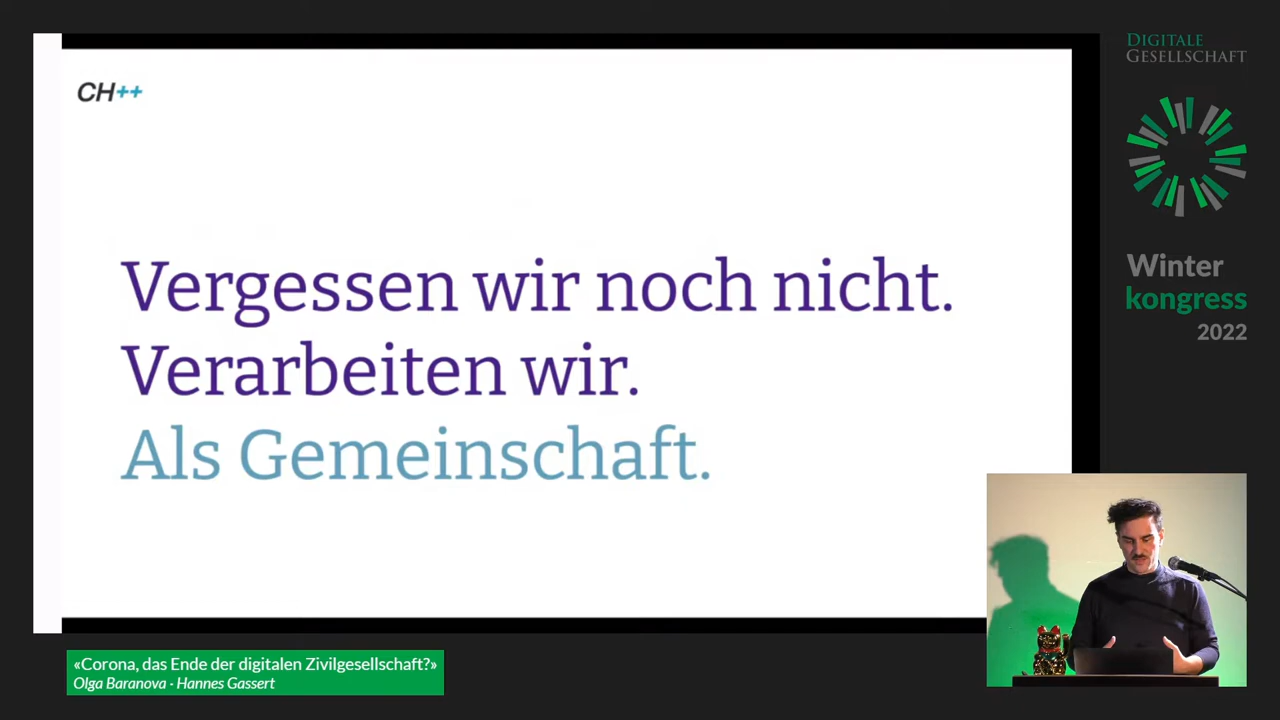 CH++
Vergessen wir noch nicht.
Verarbeiten wir.
Als Gemeinschaft.
DIGITALE
GESELLSCHAFT
Winter
kongress
2022
«Corona, das Ende der digitalen Zivilgesellschaft?»
Olga Baranova · Hannes Gassert